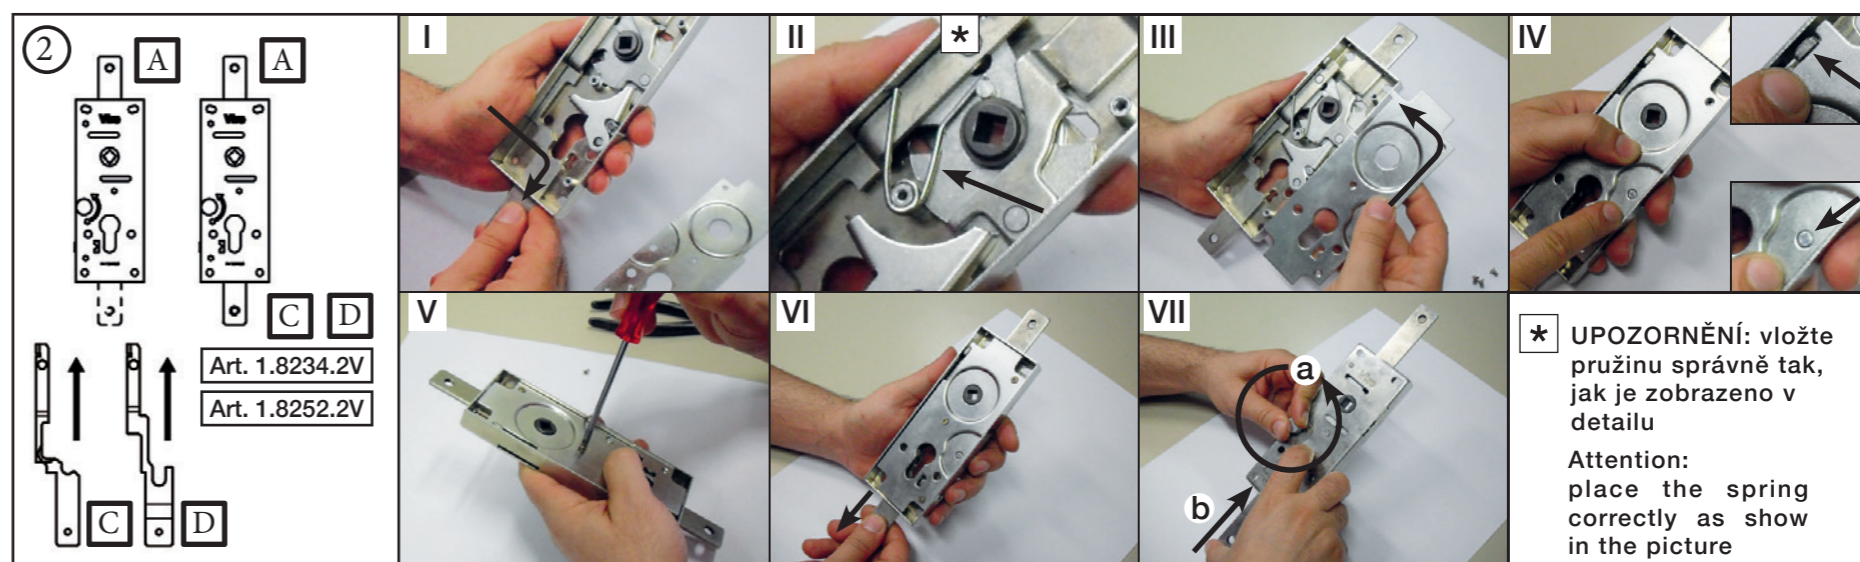 2
A
A
Viro
C D
Art. 1.8234.2V
Art. 1.8252.2V
C
D
I
II
*
III
IV
V
VI
VII
a
b
* UPOZORNĚNÍ: vložte
pružinu správně tak,
jak je zobrazeno v
detailu
Attention:
place the spring
correctly as show
in the picture